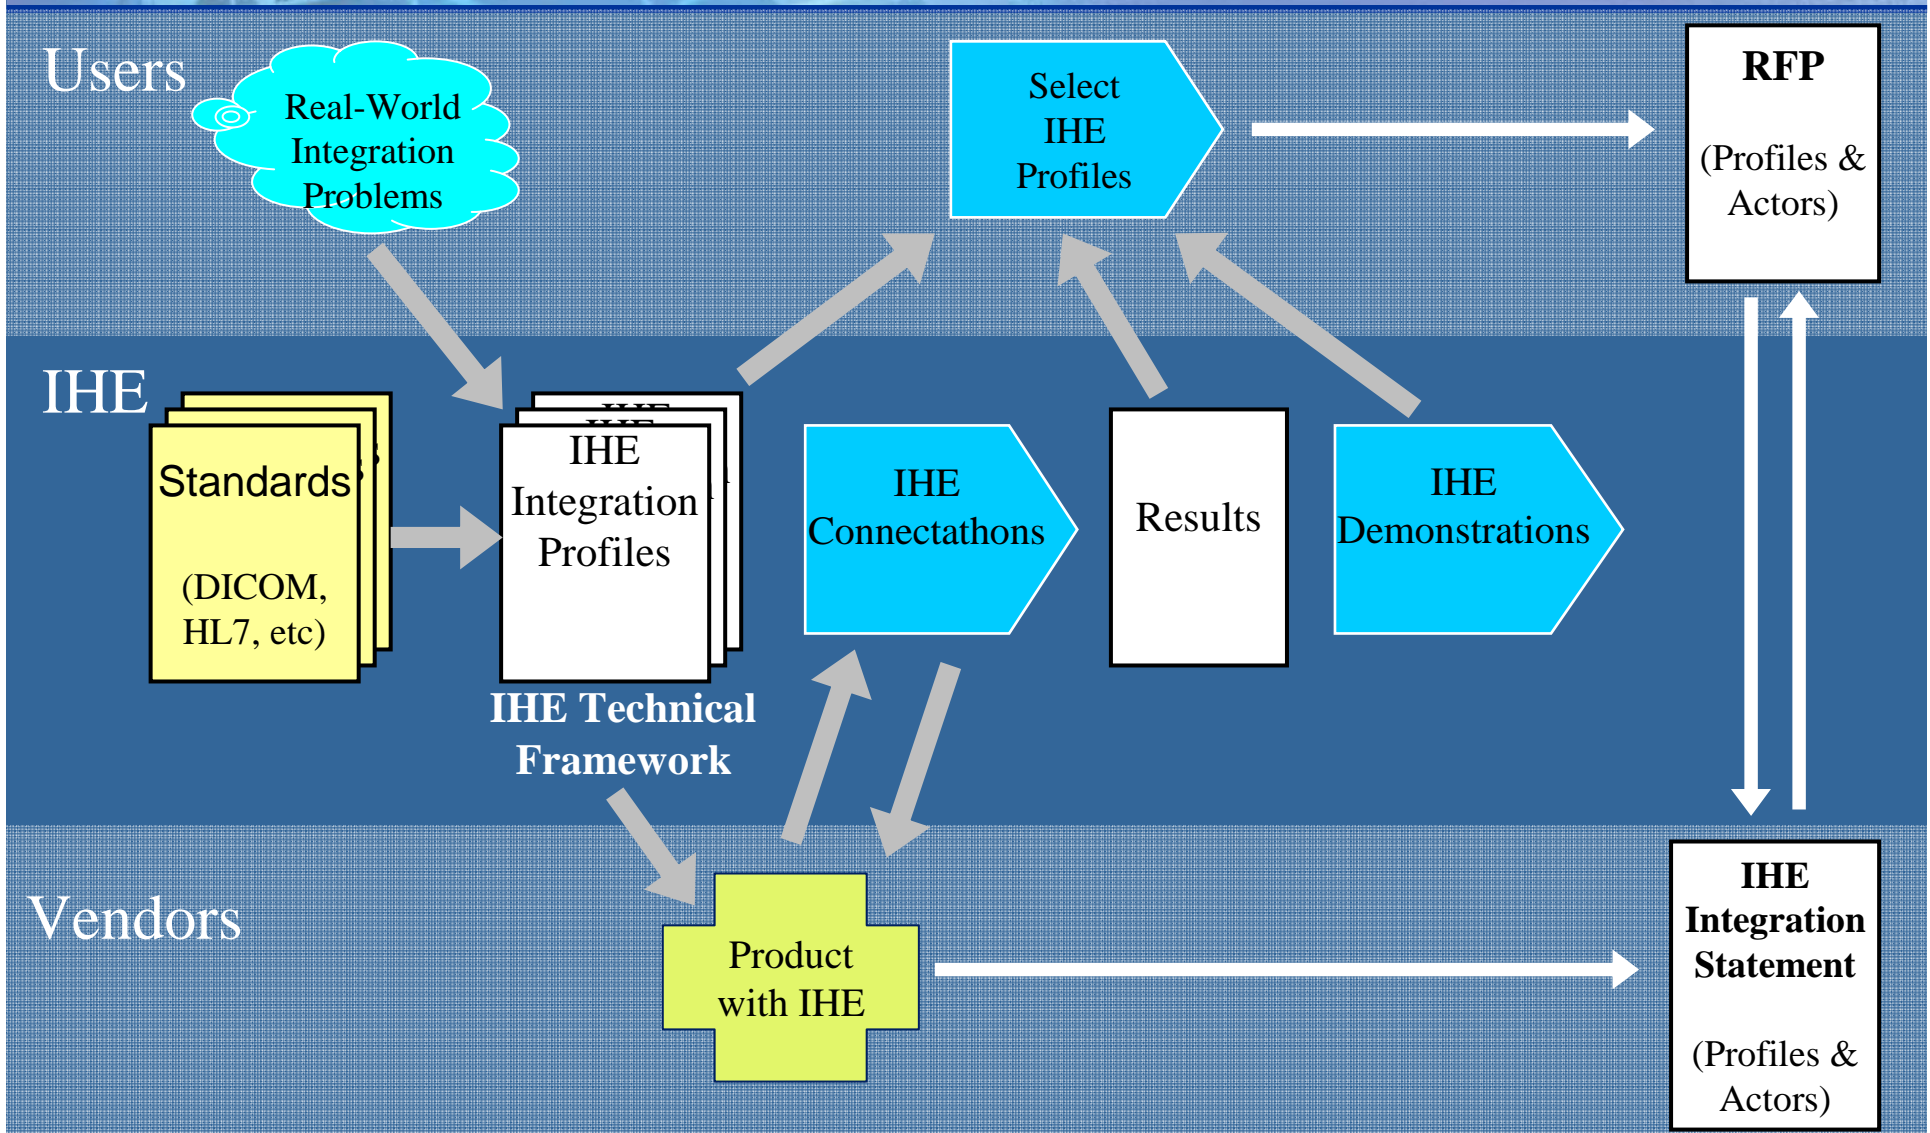 Users
Real-World
Integration
Problems
Select
IHE
Profiles
RFP
(Profiles &
Actors)
IHE
Standards
(DICOM,
HL7, etc)
IHE
Integration
Profiles
IHE Technical
Framework
IHE
Connectathons
Results
IHE
Demonstrations
Vendors
Product
with IHE
IHE
Integration
Statement
(Profiles &
Actors)